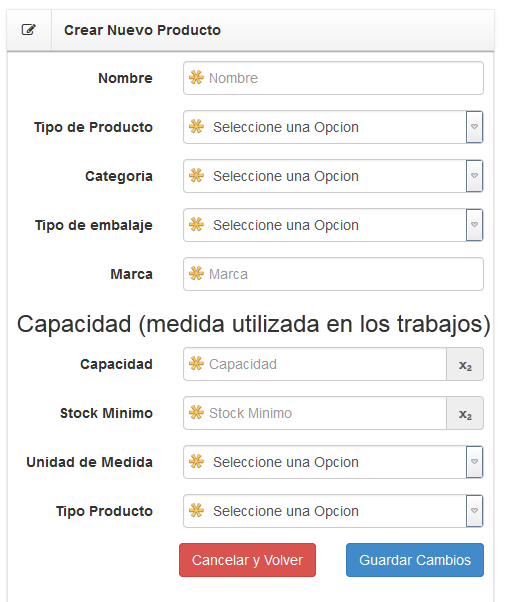 Crear Nuevo Producto
Nombre Nombre
Tipo de Producto Seleccione una Opcion
Categoria Seleccione una Opcion
Tipo de embalaje Seleccione una Opcion
Marca Marca
Capacidad (medida utilizada en los trabajos)
Capacidad Capacidad x₂
Stock Minimo Stock Minimo x₂
Unidad de Medida Seleccione una Opcion
Tipo Producto Seleccione una Opcion
Cancelar y Volver Guardar Cambios